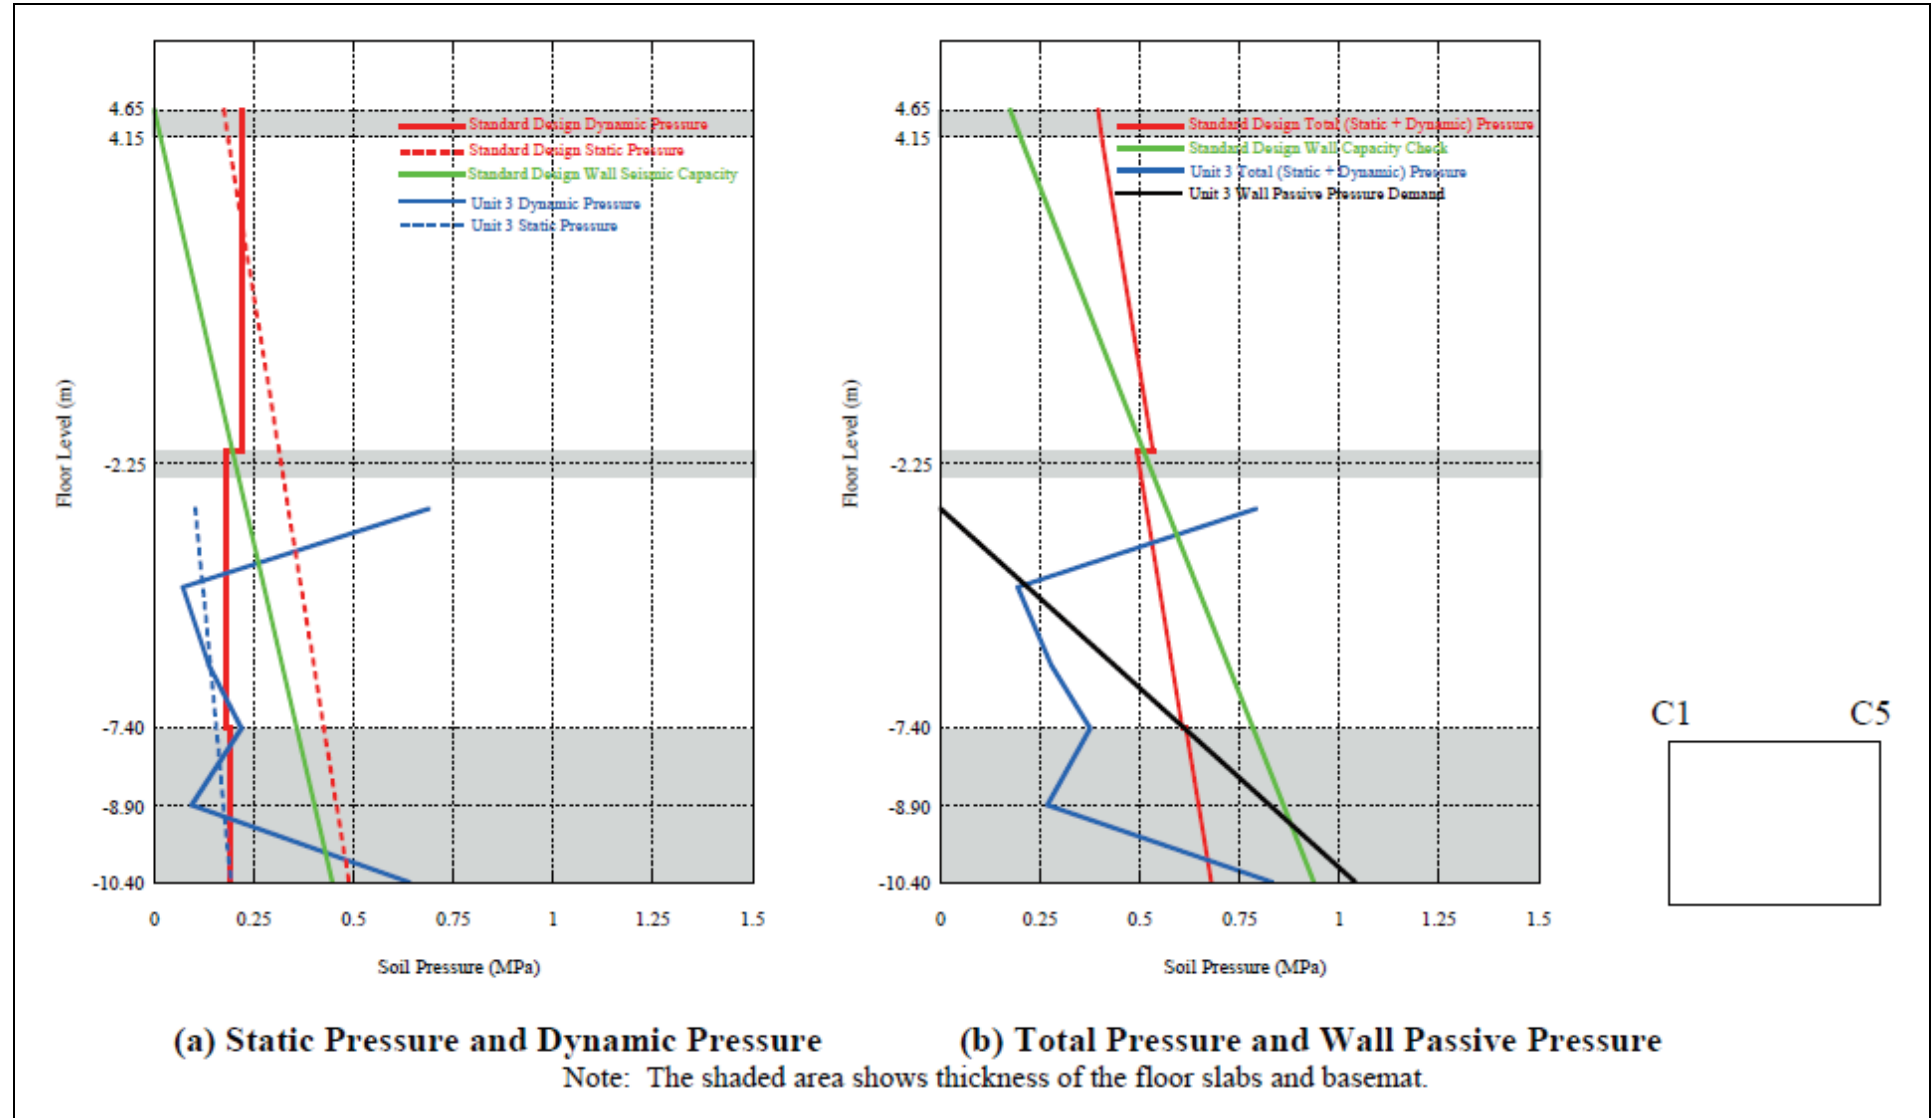 4.65
4.15
-2.25
-7.40
-8.90
-10.40
Floor Level (m)
Standard Design Dynamic Pressure
Standard Design Static Pressure
Standard Design Wall Seismic Capacity
Unit 3 Dynamic Pressure
Unit 3 Static Pressure
0 0.25 0.5 0.75 1 1.25 1.5
Soil Pressure (MPa)
(a) Static Pressure and Dynamic Pressure
4.65
4.15
-2.25
-7.40
-8.90
-10.40
Floor Level (m)
Standard Design Total (Static + Dynamic) Pressure
Standard Design Wall Capacity Check
Unit 3 Total (Static + Dynamic) Pressure
Unit 3 Wall Passive Pressure Demand
0 0.25 0.5 0.75 1 1.25 1.5
Soil Pressure (MPa)
(b) Total Pressure and Wall Passive Pressure
C1 C5
Note: The shaded area shows thickness of the floor slabs and basemat.